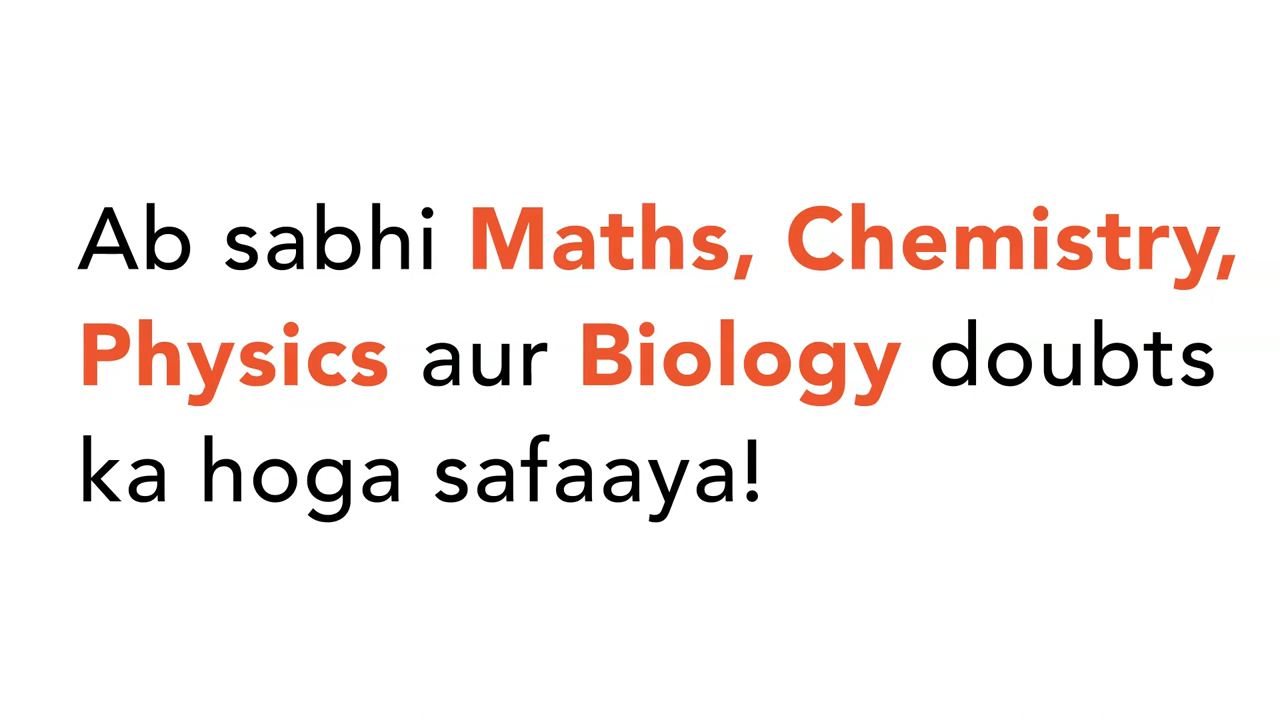 Ab sabhi Maths, Chemistry,
Physics aur Biology doubts
ka hoga safaaya!